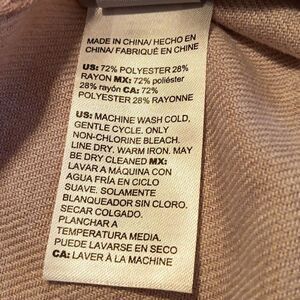 MADE IN CHINA/ HECHO EN
CHINA/ FABRIQUÉ EN CHINE
US: 72% POLYESTER 28%
RAYON MX: 72% poliéster
28% rayón CA: 72%
POLYESTER 28% RAYONNE
US: MACHINE WASH COLD,
GENTLE CYCLE. ONLY
NON-CHLORINE BLEACH.
LINE DRY. WARM IRON. MAY
BE DRY CLEANED MX:
LAVAR A MÁQUINA CON
AGUA FRÍA EN CICLO
SUAVE. SOLAMENTE
BLANQUEADOR SIN CLORO.
SECAR COLGADO.
PLANCHAR A
TEMPERATURA MEDIA.
PUEDE LAVARSE EN SECO
CA: LAVER À LA MACHINE